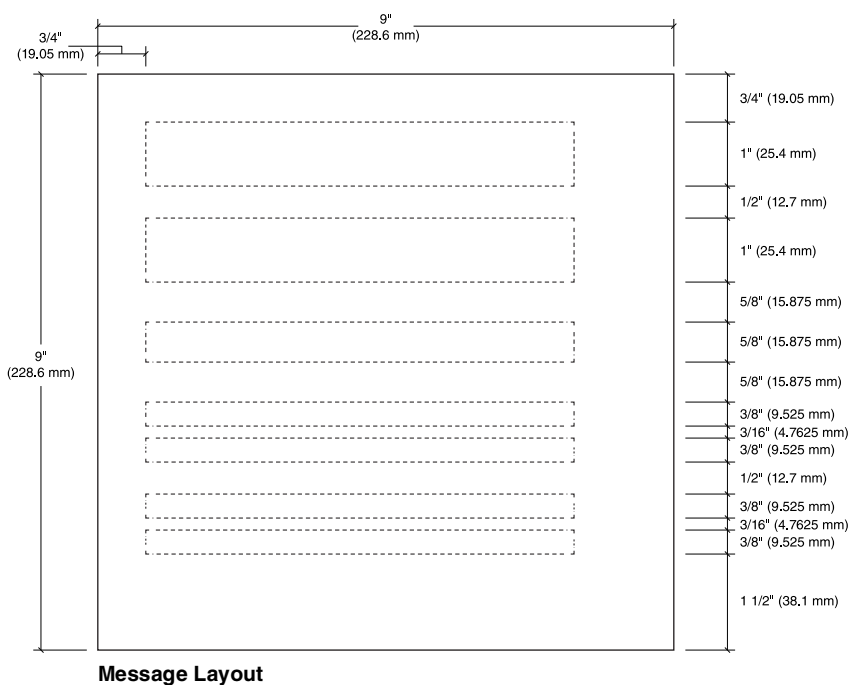 9"
(228.6 mm)
3/4"
(19.05 mm)
3/4" (19.05 mm)
1" (25.4 mm)
1/2" (12.7 mm)
1" (25.4 mm)
5/8" (15.875 mm)
5/8" (15.875 mm)
9"
(228.6 mm)
5/8" (15.875 mm)
3/8" (9.525 mm)
3/16" (4.7625 mm)
3/8" (9.525 mm)
1/2" (12.7 mm)
3/8" (9.525 mm)
3/16" (4.7625 mm)
3/8" (9.525 mm)
1 1/2" (38.1 mm)
Message Layout